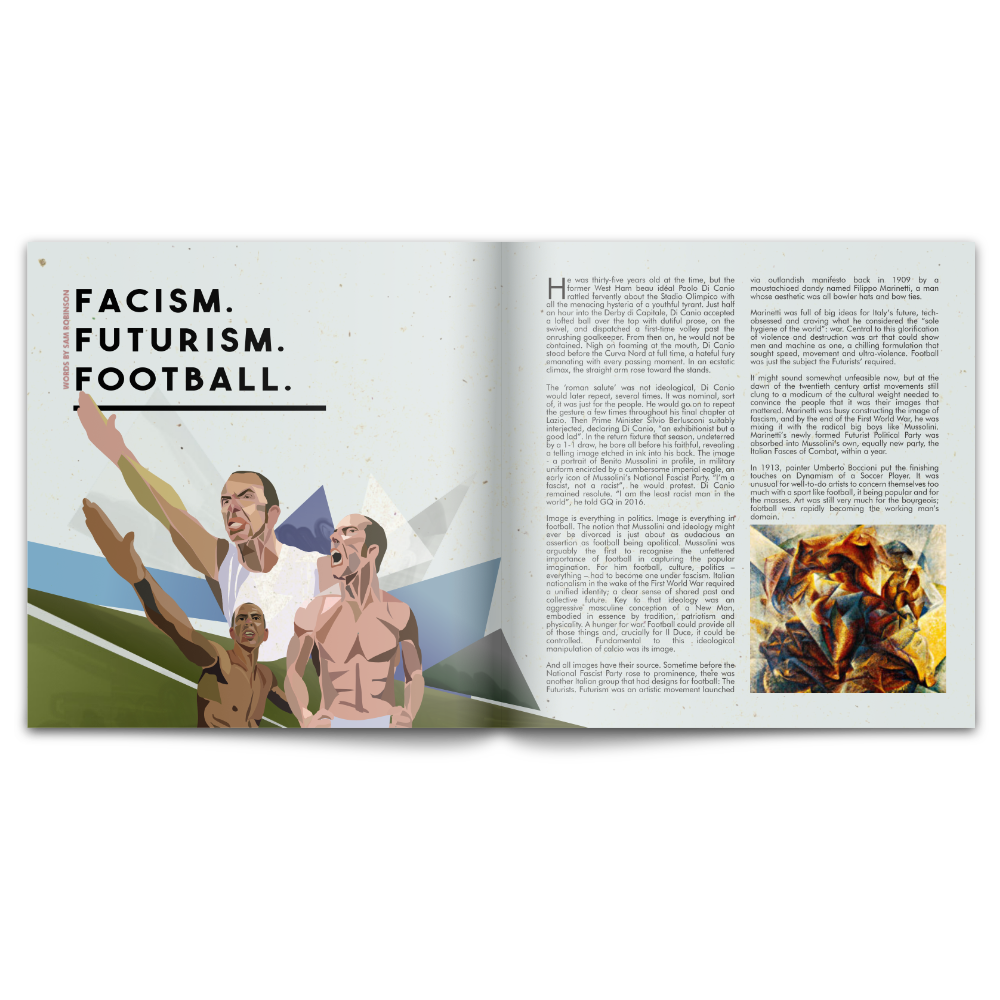 WORDS BY SAM ROBINSON
FACISM.
FUTURISM.
FOOTBALL.
He was thirty-five years old at the time, but the
former West Ham beau idéal Paolo Di Canio
rattled fervently about the Stadio Olimpico with
all the menacing hysteria of a youthful tyrant. Just half
an hour into the Derby di Capitale, Di Canio accepted
a lofted ball over the top with dutiful prose, on the
swivel, and dispatched a first-time volley past the
onrushing goalkeeper. From then on, he would not be
contained. Nigh on foaming at the mouth, Di Canio
stood before the Curva Nord at full time, a hateful fury
emanating with every passing moment. In an ecstatic
climax, the straight arm rose toward the stands.
The 'roman salute' was not ideological, Di Canio
would later repeat, several times. It was nominal, sort
of, it was just for the people. He would go on to repeat
the gesture a few times throughout his final chapter at
Lazio. Then Prime Minister Silvio Berlusconi suitably
interjected, declaring Di Canio, "an exhibitionist but a
good lad". In the return fixture that season, undeterred
by a 1-1 draw, he bore all before his faithful, revealing
a telling image etched in ink into his back. The image
- a portrait of Benito Mussolini in profile, in military
uniform encircled by a cumbersome imperial eagle, an
early icon of Mussolini's National Fascist Party. "I'm a
fascist, not a racist", he would protest. Di Canio
remained resolute. "I am the least racist man in the
world", he told GQ in 2016.
Image is everything in politics. Image is everything in
football. The notion that Mussolini and ideology might
ever be divorced is just about as audacious an
assertion as football being apolitical. Mussolini was
arguably the first to recognise the unfettered
importance of football in capturing the popular
imagination. For him football, culture, politics –
everything – had to become one under fascism. Italian
nationalism in the wake of the First World War required
a unified identity; a clear sense of shared past and
collective future. Key to that ideology was an
aggressive masculine conception of a New Man,
embodied in essence by tradition, patriotism and
physicality. A hunger for war. Football could provide all
of those things and, crucially for Il Duce, it could be
controlled. Fundamental to this ideological
manipulation of calcio was its image.
And all images have their source. Sometime before the
National Fascist Party rose to prominence, there was
another Italian group that had designs for football: The
Futurists. Futurism was an artistic movement launched
via outlandish manifesto back in 1909 by a
moustachioed dandy named Filippo Marinetti, a man
whose aesthetic was all bowler hats and bow ties.
Marinetti was full of big ideas for Italy's future, tech-
obsessed and craving what he considered the "sole
hygiene of the world": war. Central to this glorification
of violence and destruction was art that could show
man and machine as one, a chilling formulation that
sought speed, movement and ultra-violence. Football
was just the subject the Futurists' required.
It might sound somewhat unfeasible now, but at the
dawn of the twentieth century artist movements still
clung to a modicum of the cultural weight needed to
convince the people that it was their images that
mattered. Marinetti was busy constructing the image of
fascism, and by the end of the First World War, he was
mixing it with the radical big boys like Mussolini.
Marinetti's newly formed Futurist Political Party was
absorbed into Mussolini's own, equally new party, the
Italian Fasces of Combat, within a year.
In 1913, painter Umberto Boccioni put the finishing
touches on Dynamism of a Soccer Player. It was
unusual for well-to-do artists to concern themselves too
much with a sport like football, it being popular and for
the masses. Art was still very much for the bourgeois;
football was rapidly becoming the working man's
domain.